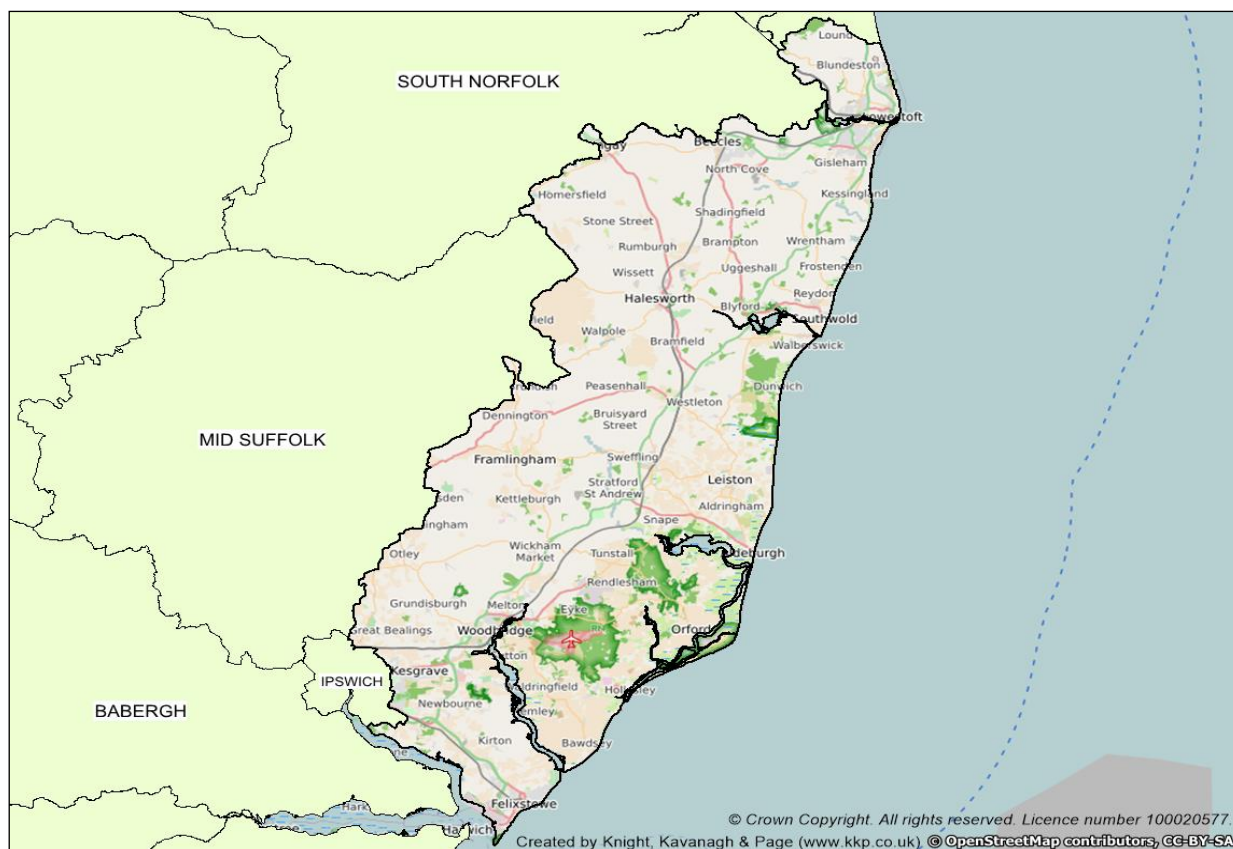 Lound
Blundeston
SOUTH NORFOLK
Beccles
North Cove
Gisleham
Homersfield
Kessingland
Stone Street
Shadingfield
Rumburgh
Brampton
Wrentham
Wissett
Uggeshall
Frostenden
Halesworth
Reydon
Blyford
Southwold
Walpole
Bramfield
Walberswick
Peasenhall
Dunwich
Westleton
Dennington
Bruisyard
Street
MID SUFFOLK
Framlingham
Sweffling
Leiston
Stratford
St Andrew
Kettleburgh
Aldringham
Snape
Otley
Wickham
Market
Tunstall
Rendlesham
Grundisburgh
Melton
Eyke
Great Bealings
Woodbridge
Orford
Kesgrave
IPSWICH
Newbourne
Hollesley
BABERGH
Kirton
Bawdsey
Felixstowe
Harwich
© Crown Copyright. All rights reserved. Licence number 100020577.
Created by Knight, Kavanagh & Page (www.kkp.co.uk) © OpenStreetMap contributors, CC-BY-SA